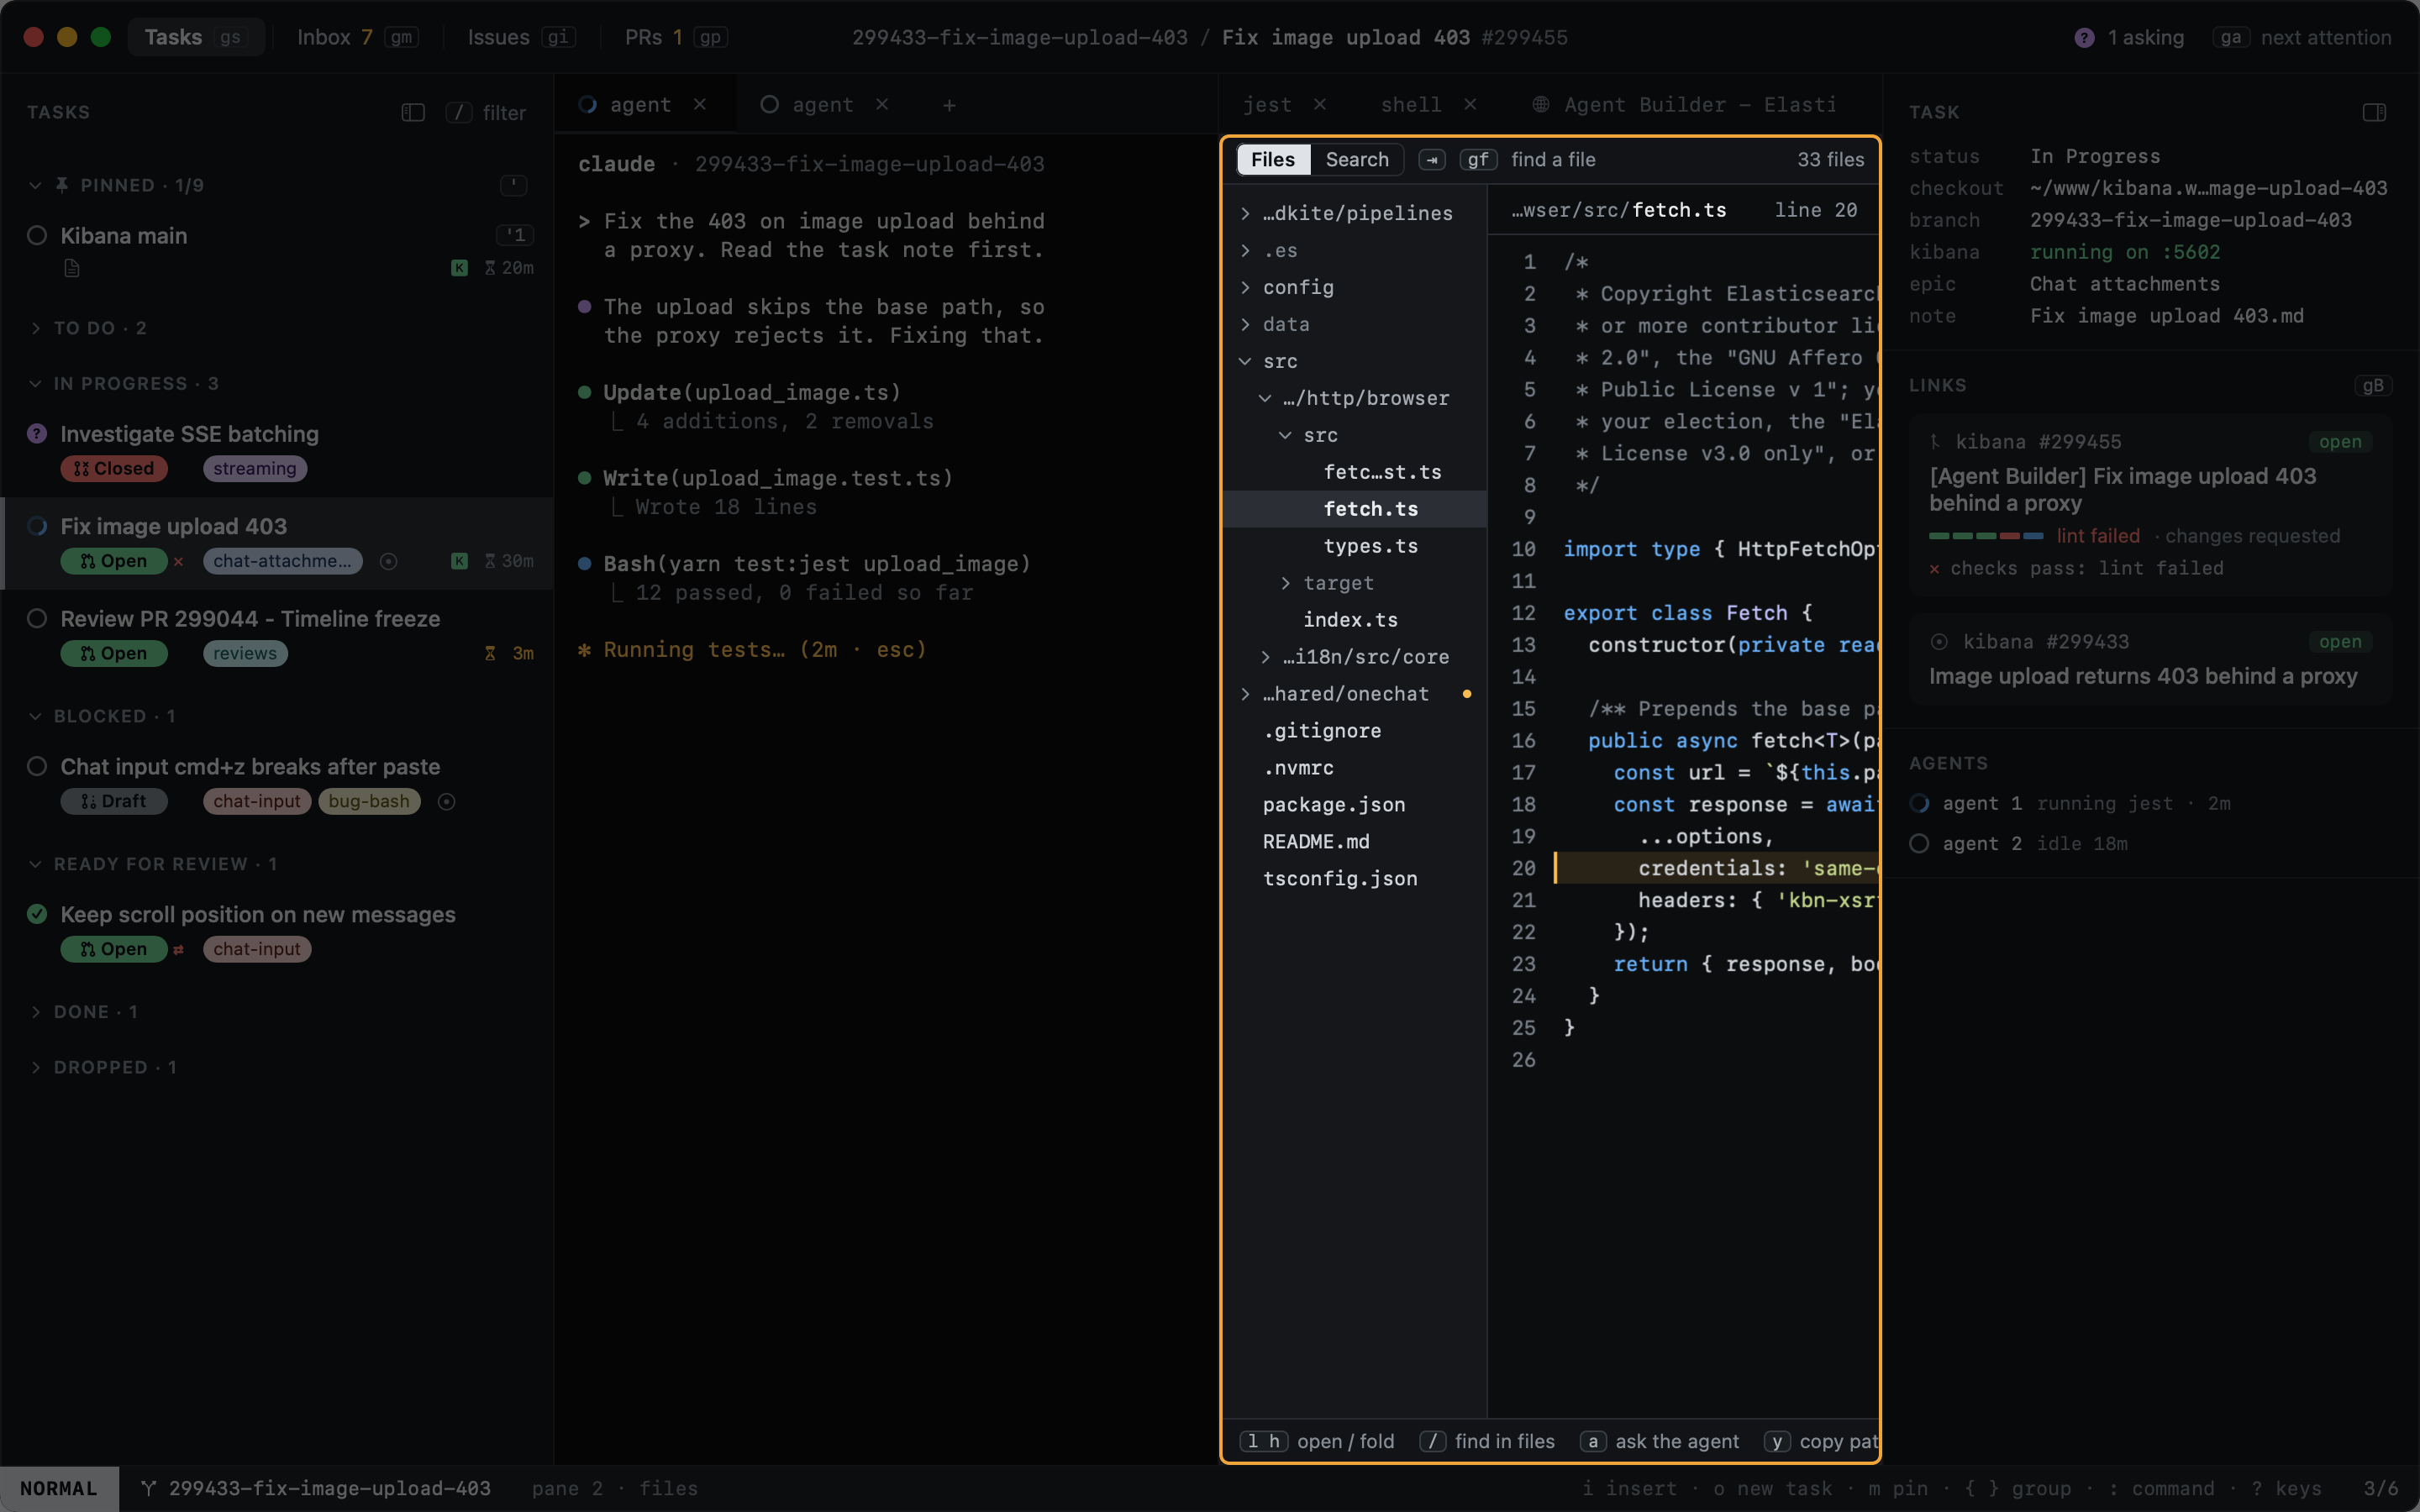 Tasks gs Inbox 7 gm Issues gi PRs 1 gp 299433-fix-image-upload-403 / Fix image upload 403 #299455 ? 1 asking ga next attention
TASKS / filter
PINNED · 1/9 '
Kibana main '1
K 20m
TO DO · 2
IN PROGRESS · 3
? Investigate SSE batching
Closed streaming
Fix image upload 403
Open × chat-attachme… K 30m
Review PR 299044 - Timeline freeze
Open reviews 3m
BLOCKED · 1
Chat input cmd+z breaks after paste
Draft chat-input bug-bash
READY FOR REVIEW · 1
Keep scroll position on new messages
Open chat-input
DONE · 1
DROPPED · 1
agent × agent × +
claude · 299433-fix-image-upload-403
> Fix the 403 on image upload behind
a proxy. Read the task note first.
The upload skips the base path, so
the proxy rejects it. Fixing that.
Update(upload_image.ts)
4 additions, 2 removals
Write(upload_image.test.ts)
Wrote 18 lines
Bash(yarn test:jest upload_image)
12 passed, 0 failed so far
✻ Running tests… (2m · esc)
jest × shell × Agent Builder – Elasti
Files Search ⇥ gf find a file 33 files
…dkite/pipelines
.es
config
data
src
…/http/browser
src
fetc…st.ts
fetch.ts
types.ts
target
index.ts
…i18n/src/core
…hared/onechat
.gitignore
.nvmrc
package.json
README.md
tsconfig.json
…wser/src/fetch.ts line 20
1 /*
2 * Copyright Elasticsearc
3 * or more contributor li
4 * 2.0", the "GNU Affero
5 * Public License v 1"; y
6 * your election, the "El
7 * License v3.0 only", or
8 */
9
10 import type { HttpFetchOp
11
12 export class Fetch {
13 constructor(private rea
14
15 /** Prepends the base p
16 public async fetch<T>(p
17 const url = `${this.p
18 const response = awai
19 ...options,
20 credentials: 'same-
21 headers: { 'kbn-xsr
22 });
23 return { response, bo
24 }
25 }
26
l h open / fold / find in files a ask the agent y copy pat
TASK
status In Progress
checkout ~/www/kibana.w…mage-upload-403
branch 299433-fix-image-upload-403
kibana running on :5602
epic Chat attachments
note Fix image upload 403.md
LINKS gB
kibana #299455 open
[Agent Builder] Fix image upload 403
behind a proxy
lint failed · changes requested
× checks pass: lint failed
kibana #299433 open
Image upload returns 403 behind a proxy
AGENTS
agent 1 running jest · 2m
agent 2 idle 18m
NORMAL 299433-fix-image-upload-403 pane 2 · files i insert · o new task · m pin · { } group · : command · ? keys 3/6